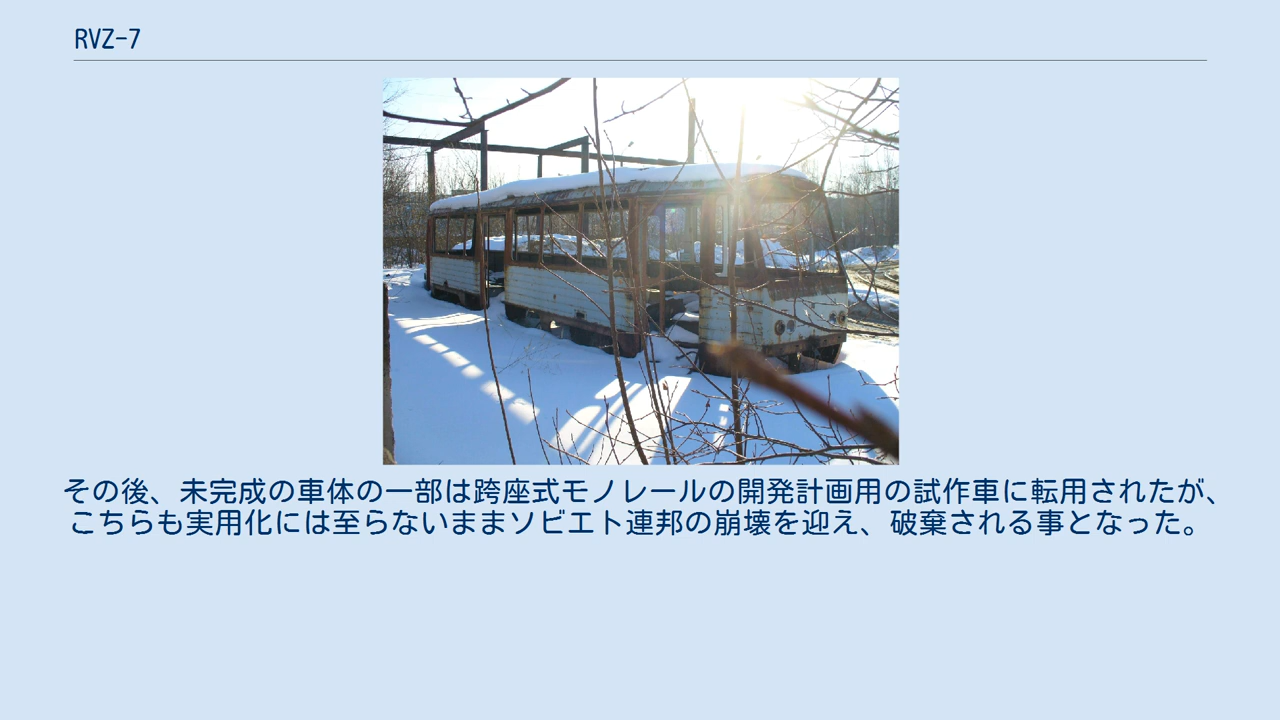 RVZ-7
その後、未完成の車体の一部は跨座式モノレールの開発計画用の試作車に転用されたが、
こちらも実用化には至らないままソビエト連邦の崩壊を迎え、破棄される事となった。